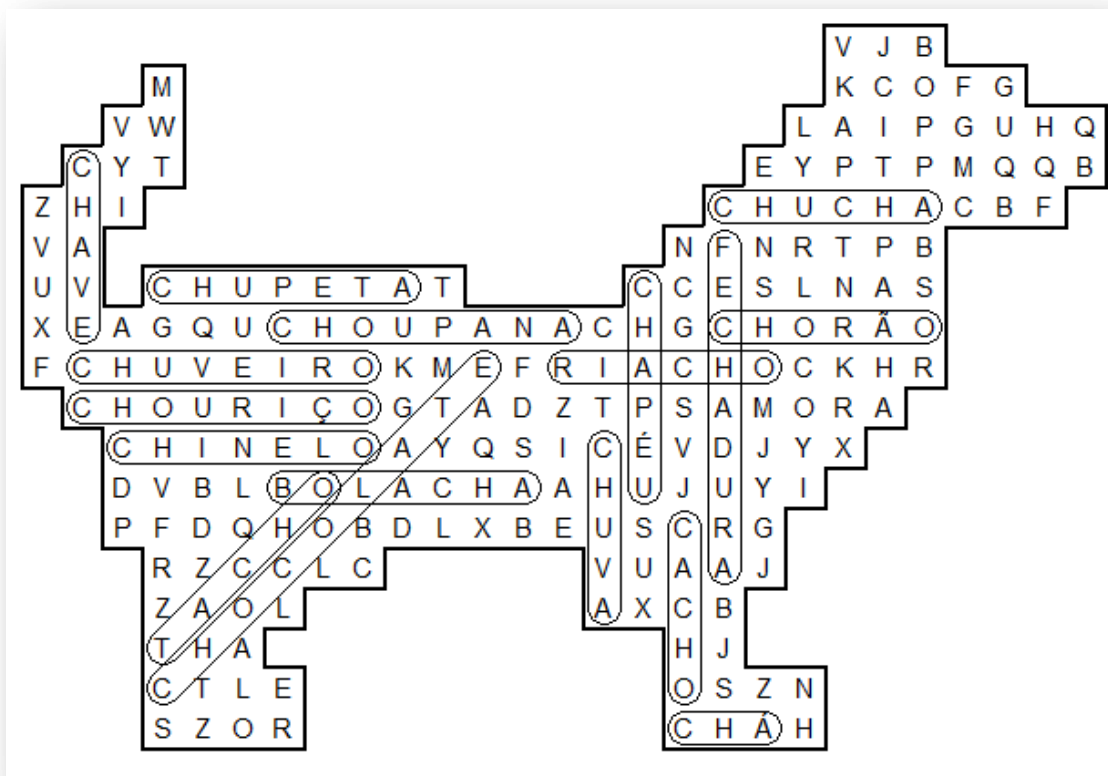 V J B
M K C O F G
V W L A I P G U H Q
C Y T E Y P T P M Q Q B
Z H I C H U C H A C B F
V A N F N R T P B
U V C H U P E T A T C C E S L N A S
X E A G Q U C H O U P A N A C H G C H O R Ã O
F C H U V E I R O K M E F R I A C H O C K H R
C H O U R I Ç O G T A D Z T P S A M O R A
C H I N E L O A Y Q S I C É V D J Y X
D V B L B O L A C H A A H U J U Y I
P F D Q H O B D L X B E U S C R G
R Z C C L C V U A A J
Z A O L A X C B
T H A H J
C T L E O S Z N
S Z O R C H Á H